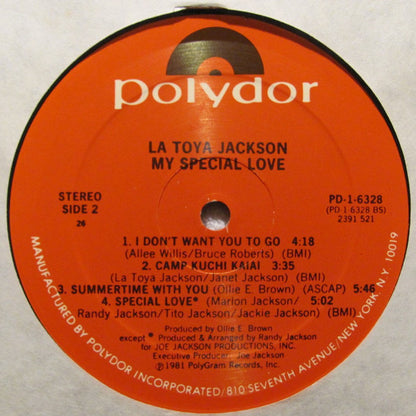 polydor
LA TOYA JACKSON
MY SPECIAL LOVE
STEREO
SIDE 2
26
PD-1-6328
(PD 1 6328 BS)
2391 521
1. I DON'T WANT YOU TO GO 4:18
(Allee Willis/Bruce Roberts) (BMI)
2. CAMP KUCHI KAIAI 3:35
(La Toya Jackson/Janet Jackson) (BMI)
3. SUMMERTIME WITH YOU (Ollie E. Brown) (ASCAP) 5:46
4. SPECIAL LOVE* (Marlon Jackson/ 5:02
Randy Jackson/Tito Jackson/Jackie Jackson) (BMI)
Produced by Ollie E. Brown
except * Produced & Arranged by Randy Jackson
for JOE JACKSON PRODUCTIONS, INC.
Executive Producer: Joe Jackson
℗1981 PolyGram Records, Inc.
MANUFACTURED BY POLYDOR INCORPORATED/810 SEVENTH AVENUE/NEW YORK, N.Y. 10019